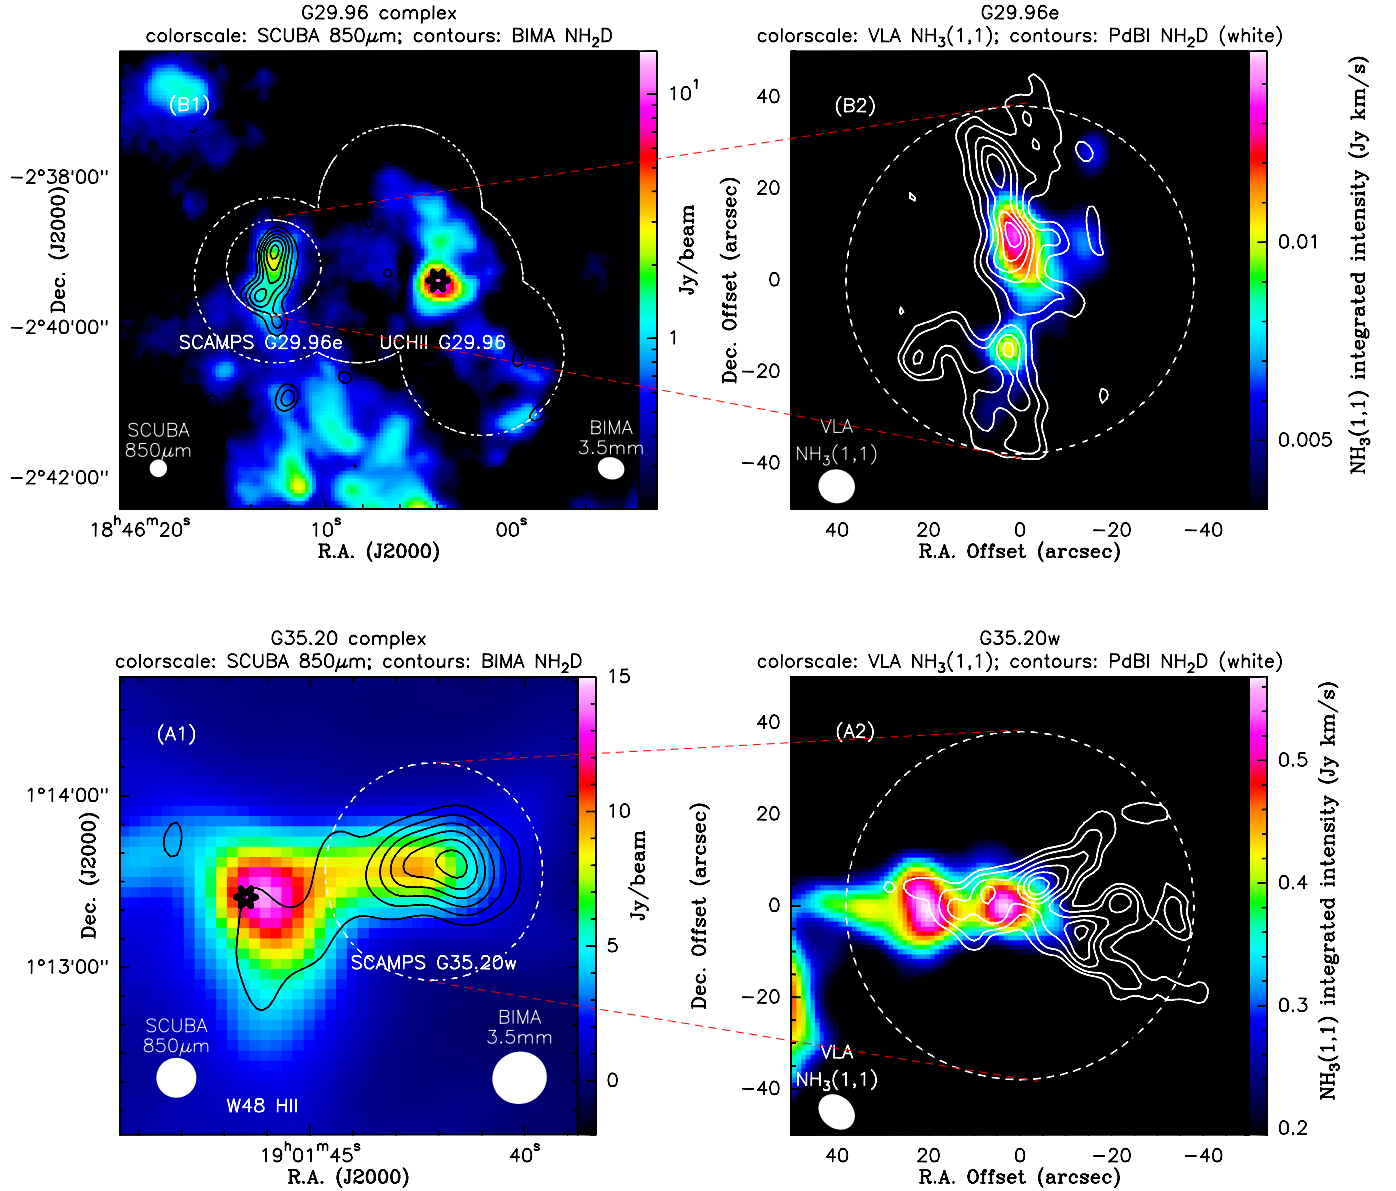 G29.96 complex
colorscale: SCUBA 850μm; contours: BIMA NH₂D
(B1)
10¹
1
Jy/beam
−2°38'00"
−2°40'00"
−2°42'00"
Dec. (J2000)
SCAMPS G29.96e
UCHII G29.96
SCUBA
850μm
BIMA
3.5mm
18ʰ46ᵐ20ˢ
10ˢ
00ˢ
R.A. (J2000)
G29.96e
colorscale: VLA NH₃(1,1); contours: PdBI NH₂D (white)
(B2)
40
20
0
−20
−40
Dec. Offset (arcsec)
VLA
NH₃(1,1)
40
20
0
−20
−40
R.A. Offset (arcsec)
0.01
0.005
NH₃(1,1) integrated intensity (Jy km/s)
G35.20 complex
colorscale: SCUBA 850μm; contours: BIMA NH₂D
(A1)
15
10
5
0
Jy/beam
1°14'00"
1°13'00"
Dec. (J2000)
SCAMPS G35.20w
SCUBA
850μm
BIMA
3.5mm
W48 HII
19ʰ01ᵐ45ˢ
40ˢ
R.A. (J2000)
G35.20w
colorscale: VLA NH₃(1,1); contours: PdBI NH₂D (white)
(A2)
40
20
0
−20
−40
Dec. Offset (arcsec)
VLA
NH₃(1,1)
40
20
0
−20
−40
R.A. Offset (arcsec)
0.5
0.4
0.3
0.2
NH₃(1,1) integrated intensity (Jy km/s)